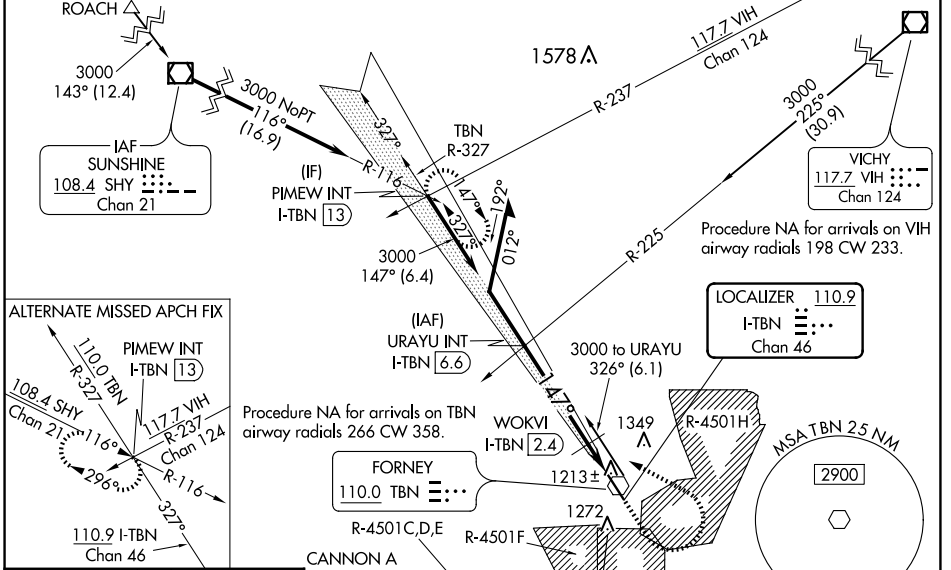 ROACH
3000
143° (12.4)
3000 NoPT
116°
(16.9)
R-116
IAF
SUNSHINE
108.4 SHY
Chan 21
1578
117.7 VIH
Chan 124
R-237
3000
225°
(30.9)
R-225
VICHY
117.7 VIH
Chan 124
Procedure NA for arrivals on VIH
airway radials 198 CW 233.
327°
TBN
R-327
(IF)
PIMEW INT
I-TBN 13
147°
327°
192°
012°
3000
147° (6.4)
(IAF)
URAYU INT
I-TBN 6.6
147°
3000 to URAYU
326° (6.1)
LOCALIZER 110.9
I-TBN
Chan 46
ALTERNATE MISSED APCH FIX
110.0 TBN
R-327
PIMEW INT
I-TBN 13
108.4 SHY
Chan 21
116°
117.7 VIH
R-237
Chan 124
296°
R-116
327°
110.9 I-TBN
Chan 46
Procedure NA for arrivals on TBN
airway radials 266 CW 358.
WOKVI
I-TBN 2.4
1349
R-4501H
FORNEY
110.0 TBN
1213±
1272
R-4501C,D,E
R-4501F
CANNON A
MSA TBN 25 NM
2900